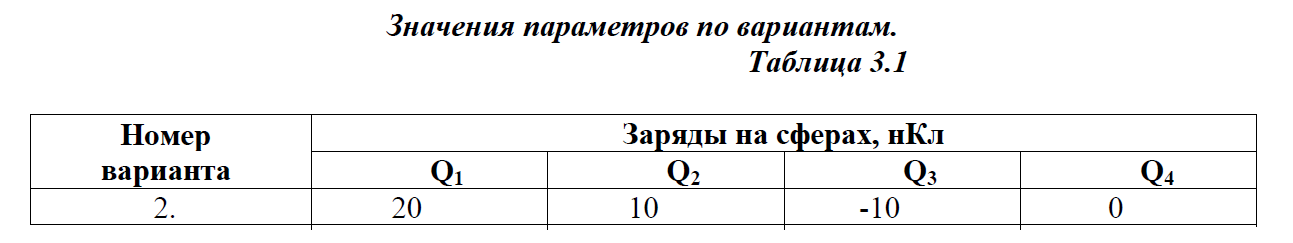 Значения параметров по вариантам.
Таблица 3.1
Номер варианта Заряды на сферах, нКл
Q1 Q2 Q3 Q4
2. 20 10 -10 0